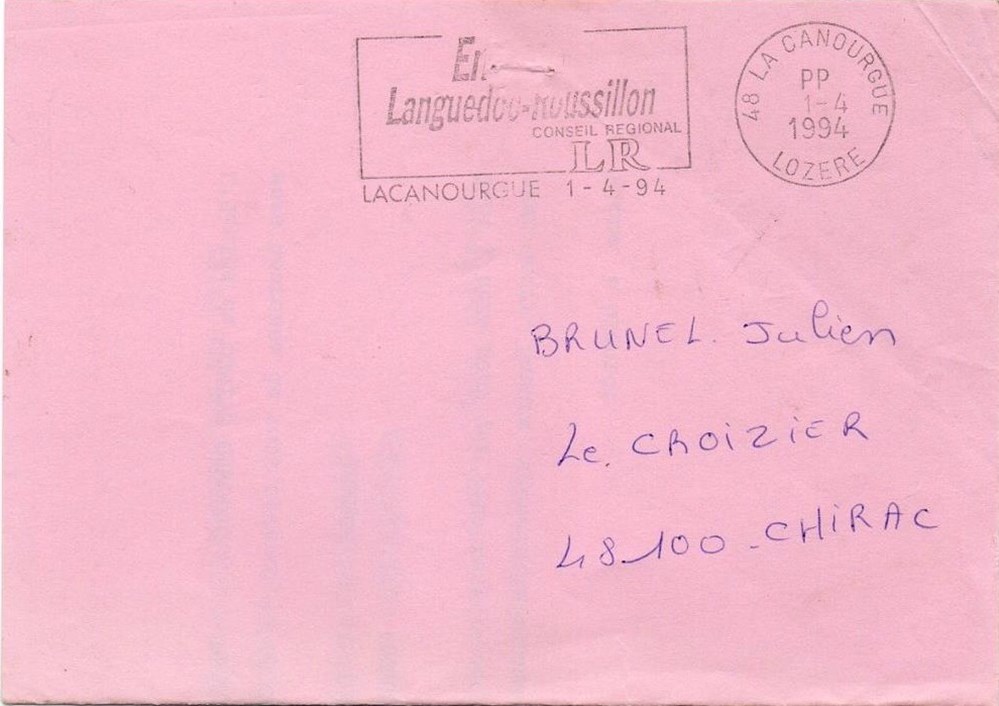 En
Languedoc-Roussillon
CONSEIL REGIONAL
LR
LACANOURGUE 1-4-94
48 LA CANOURGUE
PP
1-4
1994
LOZERE
BRUNEL. Julien
Le. CROIZIER
48100-CHIRAC